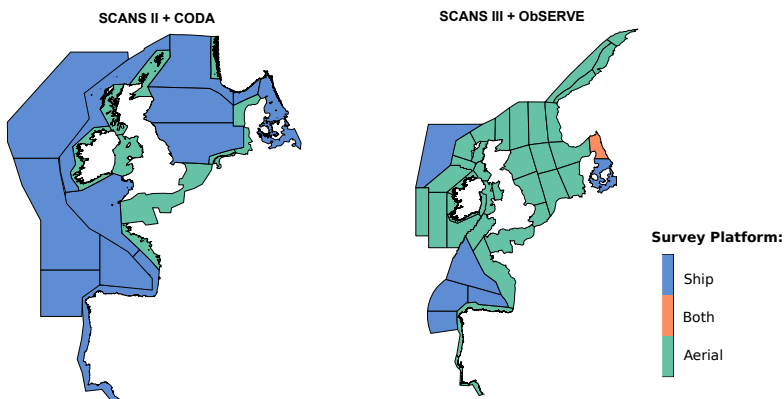 SCANS II + CODA
SCANS III + ObSERVE
Survey Platform:
Ship
Both
Aerial